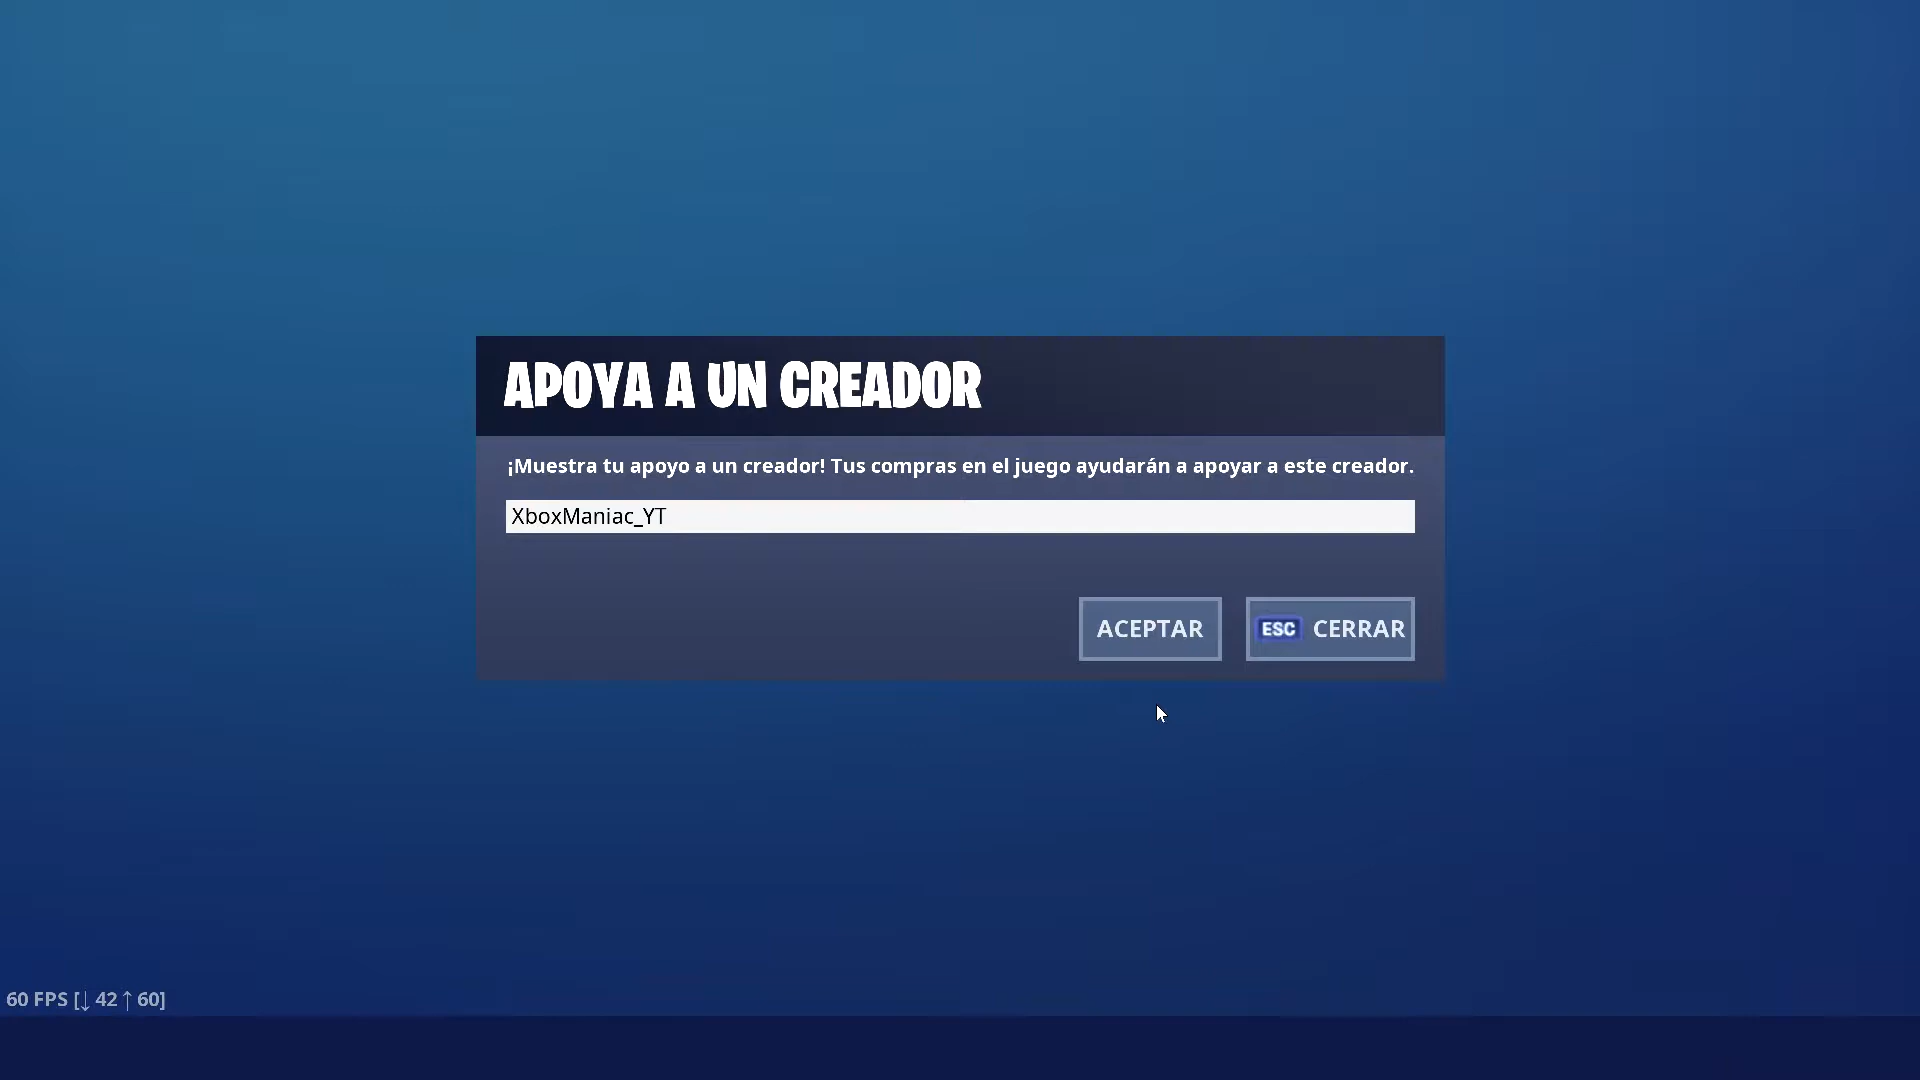 APOYA A UN CREADOR
¡Muestra tu apoyo a un creador! Tus compras en el juego ayudarán a apoyar a este creador.
XboxManiac_YT
ACEPTAR
ESC CERRAR
60 FPS [↓ 42 ↑ 60]